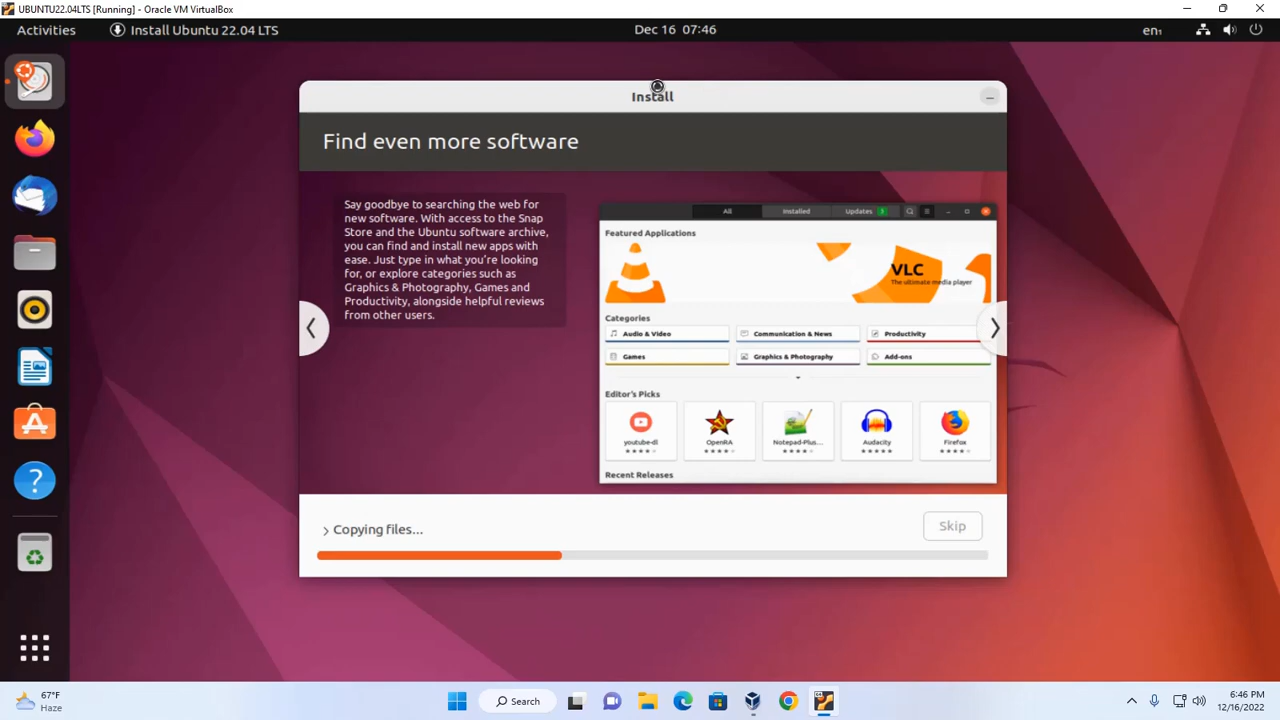 UBUNTU22.04LTS [Running] - Oracle VM VirtualBox
Activities
Install Ubuntu 22.04 LTS
Dec 16 07:46
en₁
Install
Find even more software
Say goodbye to searching the web for
new software. With access to the Snap
Store and the Ubuntu software archive,
you can find and install new apps with
ease. Just type in what you're looking
for, or explore categories such as
Graphics & Photography, Games and
Productivity, alongside helpful reviews
from other users.
All
Installed
Updates 3
Featured Applications
VLC
The ultimate media player
Categories
Audio & Video
Communication & News
Productivity
Games
Graphics & Photography
Add-ons
Editor's Picks
youtube-dl
OpenRA
Notepad-Plus...
Audacity
Firefox
Recent Releases
Copying files...
Skip
67°F
Haze
Search
6:46 PM
12/16/2022